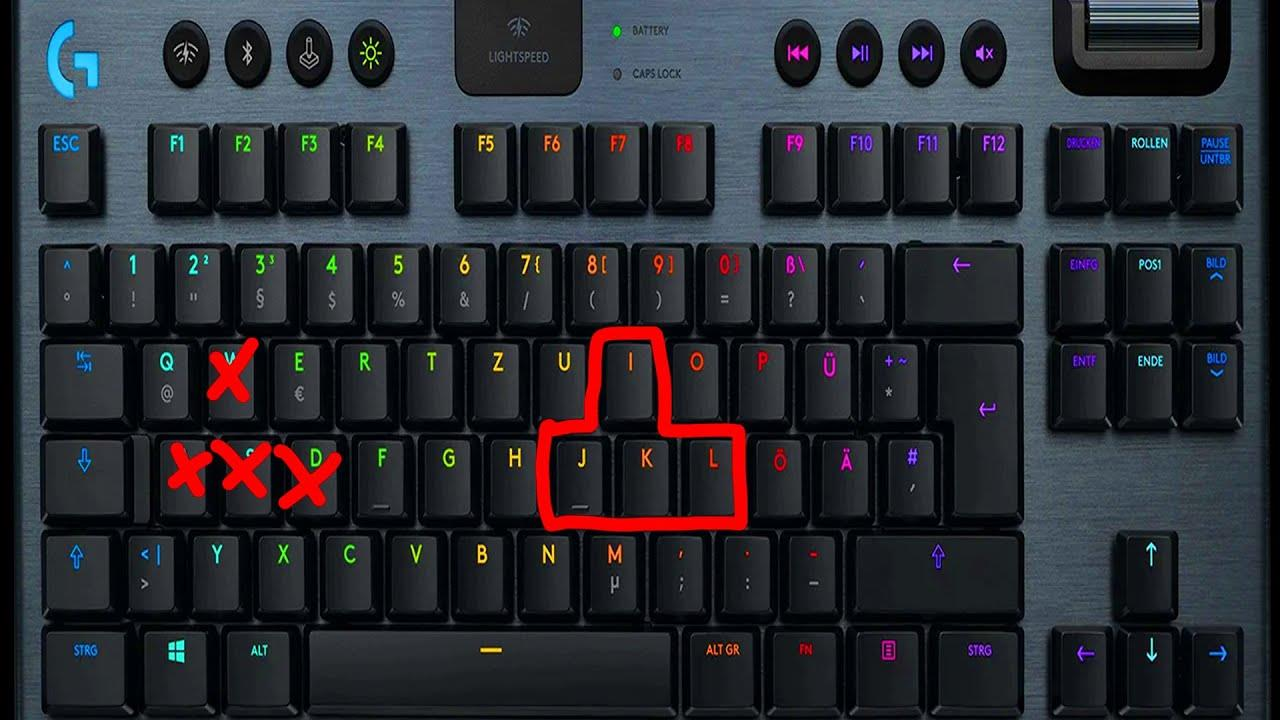 G
LIGHTSPEED
BATTERY
CAPS LOCK
ESC F1 F2 F3 F4 F5 F6 F7 F8 F9 F10 F11 F12 DRUCKEN ROLLEN PAUSE
UNTBR
^ 1 2 ² 3 ³ 4 5 6 7 { 8 [ 9 ] 0 } ß \ ´ ← EINFG POS1 BILD
° ! " § $ % & / ( ) = ? `
Q E R T Z U I O P Ü + ~ ENTF ENDE BILD
@ € * ↵
⇩ D F G H J K L Ö Ä #
_ _ '
⇧ < | Y X C V B N M , . - ⇧ ↑
> µ ; : _
STRG ALT ALT GR FN STRG ← ↓ →